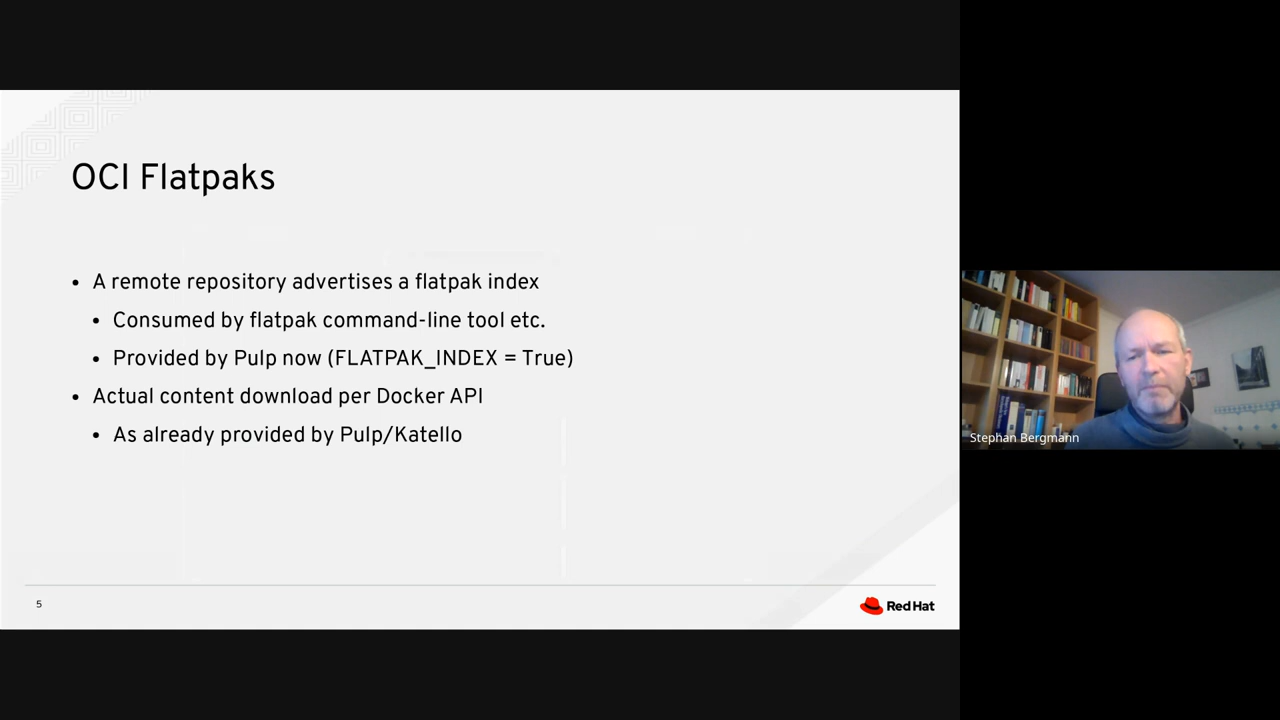 OCI Flatpaks
• A remote repository advertises a flatpak index
• Consumed by flatpak command-line tool etc.
• Provided by Pulp now (FLATPAK_INDEX = True)
• Actual content download per Docker API
• As already provided by Pulp/Katello
5
Red Hat
Stephan Bergmann